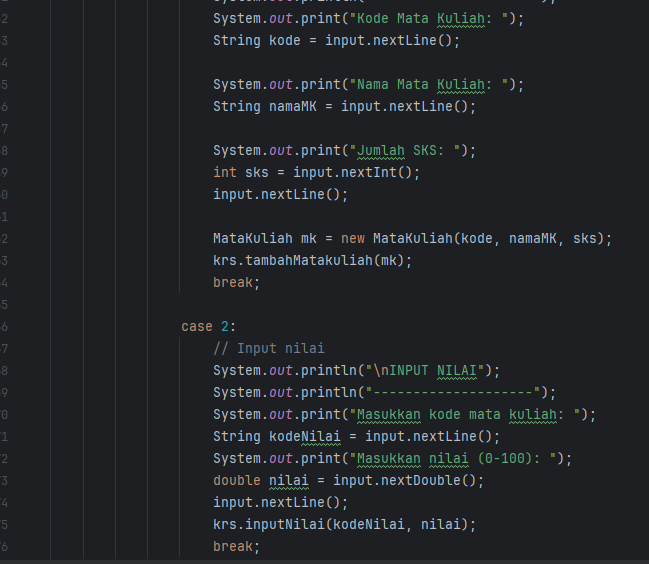 2 System.out.print("Kode Mata Kuliah: ");
3 String kode = input.nextLine();
4
5 System.out.print("Nama Mata Kuliah: ");
6 String namaMK = input.nextLine();
7
8 System.out.print("Jumlah SKS: ");
9 int sks = input.nextInt();
0 input.nextLine();
1
2 MataKuliah mk = new MataKuliah(kode, namaMK, sks);
3 krs.tambahMatakuliah(mk);
4 break;
5
6 case 2:
7 // Input nilai
8 System.out.println("\nINPUT NILAI");
9 System.out.println("--------------------");
0 System.out.print("Masukkan kode mata kuliah: ");
1 String kodeNilai = input.nextLine();
2 System.out.print("Masukkan nilai (0-100): ");
3 double nilai = input.nextDouble();
4 input.nextLine();
5 krs.inputNilai(kodeNilai, nilai);
6 break;